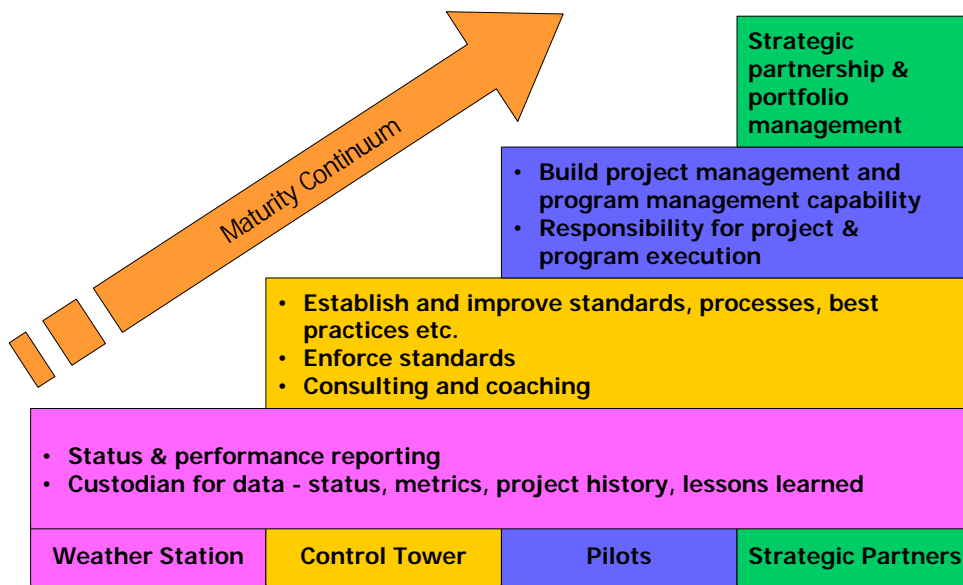 Strategic
partnership &
portfolio
management
Maturity Continuum
• Build project management and
program management capability
• Responsibility for project &
program execution
• Establish and improve standards, processes, best
practices etc.
• Enforce standards
• Consulting and coaching
• Status & performance reporting
• Custodian for data - status, metrics, project history, lessons learned
Weather Station
Control Tower
Pilots
Strategic Partners